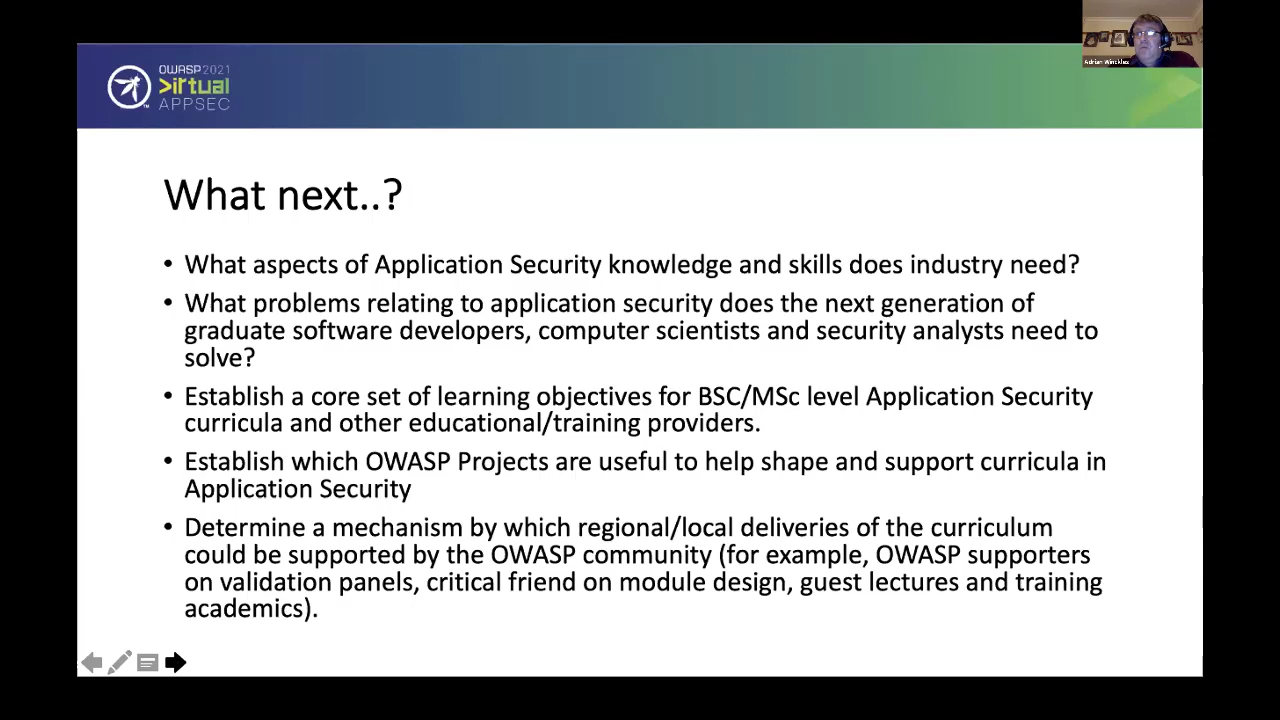 OWASP 2021
Virtual
APPSEC
Adrian Winckles
What next..?
• What aspects of Application Security knowledge and skills does industry need?
• What problems relating to application security does the next generation of
graduate software developers, computer scientists and security analysts need to
solve?
• Establish a core set of learning objectives for BSC/MSc level Application Security
curricula and other educational/training providers.
• Establish which OWASP Projects are useful to help shape and support curricula in
Application Security
• Determine a mechanism by which regional/local deliveries of the curriculum
could be supported by the OWASP community (for example, OWASP supporters
on validation panels, critical friend on module design, guest lectures and training
academics).